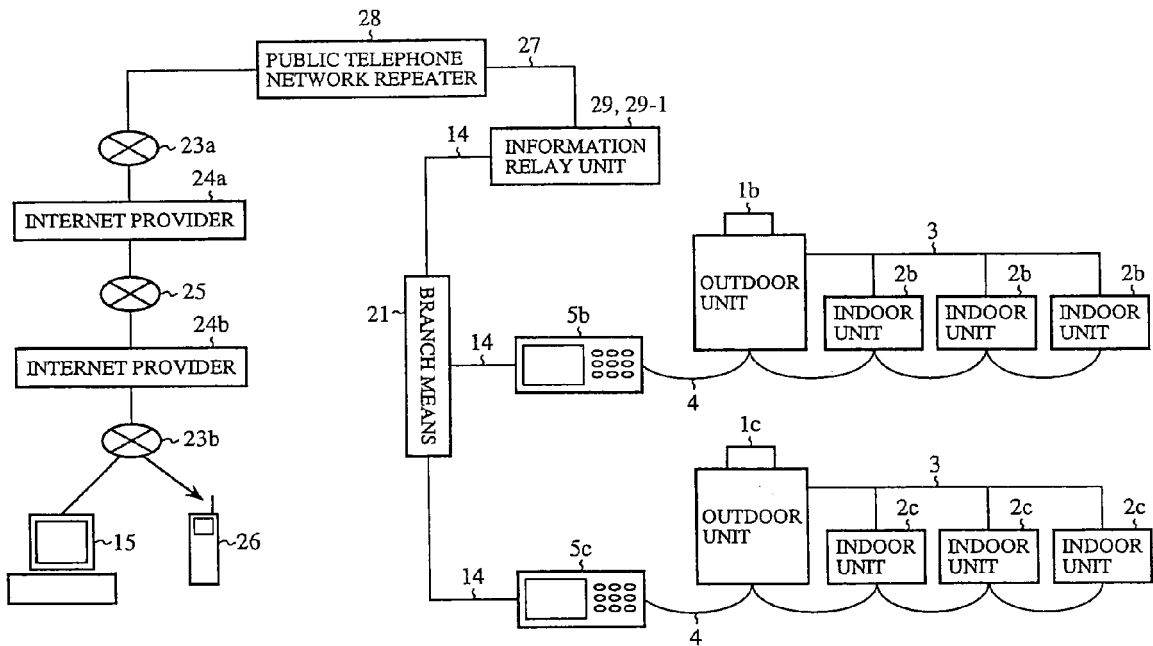 28
PUBLIC TELEPHONE
NETWORK REPEATER
27
29, 29-1
INFORMATION
RELAY UNIT
14
23a
24a
INTERNET PROVIDER
25
24b
INTERNET PROVIDER
23b
15
26
21
BRANCH MEANS
1b
OUTDOOR
UNIT
3
2b
INDOOR
UNIT
2b
INDOOR
UNIT
2b
INDOOR
UNIT
14
5b
4
1c
OUTDOOR
UNIT
3
2c
INDOOR
UNIT
2c
INDOOR
UNIT
2c
INDOOR
UNIT
14
5c
4